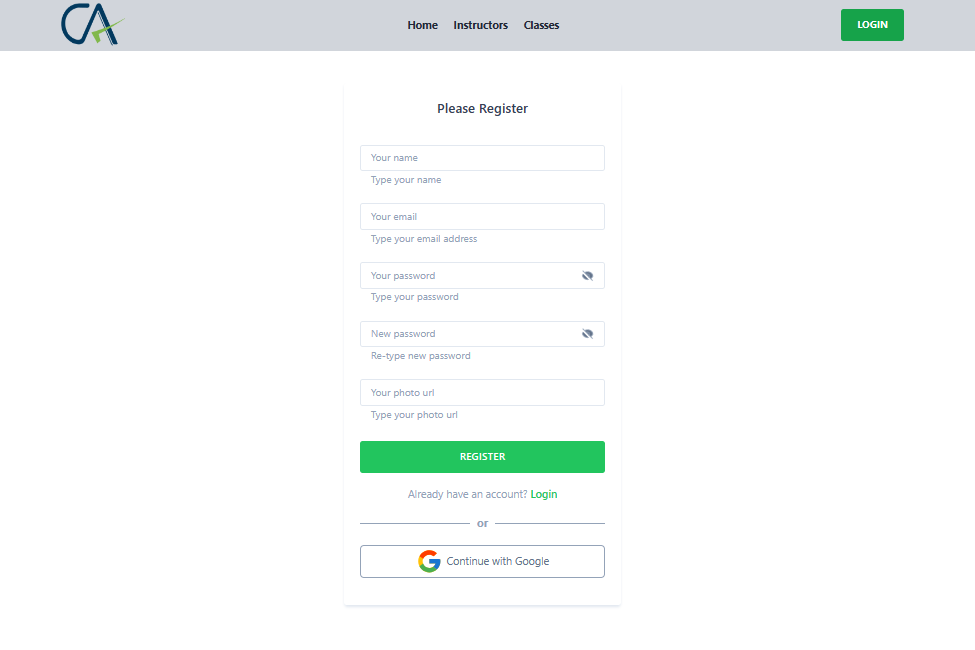 CA
Home Instructors Classes LOGIN
Please Register
Your name
Type your name
Your email
Type your email address
Your password
Type your password
New password
Re-type new password
Your photo url
Type your photo url
REGISTER
Already have an account? Login
or
Continue with Google